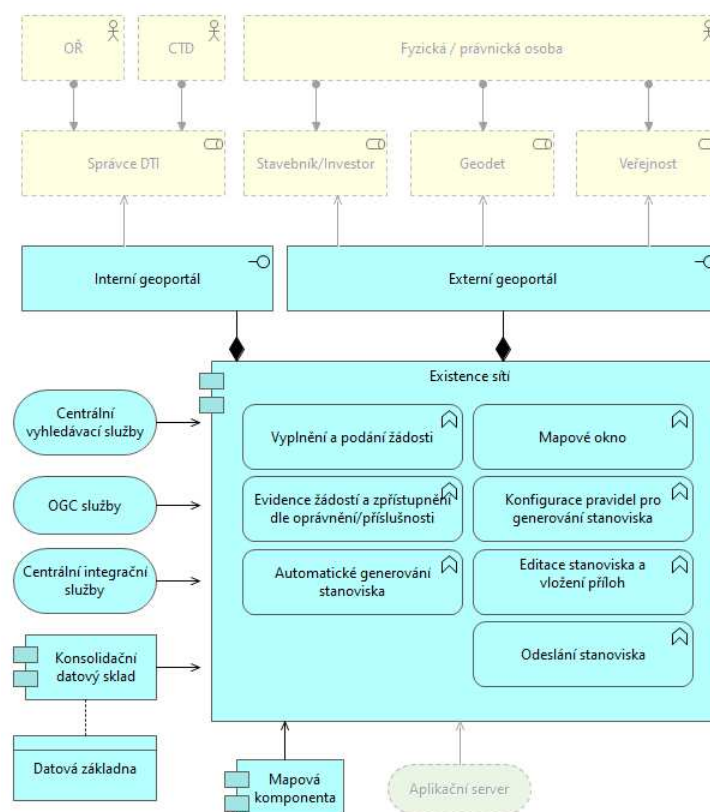 OŘ
CTD
Fyzická / právnická osoba
Správce DTI
Stavebník/Investor
Geodet
Veřejnost
Interní geoportál
Externí geoportál
Existence sítí
Centrální
vyhledávací služby
Vyplnění a podání žádosti
Mapové okno
OGC služby
Evidence žádostí a zpřístupnění
dle oprávnění/příslušnosti
Konfigurace pravidel pro
generování stanoviska
Centrální integrační
služby
Automatické generování
stanoviska
Editace stanoviska a
vložení příloh
Konsolidační
datový sklad
Odeslání stanoviska
Datová základna
Mapová
komponenta
Aplikační server